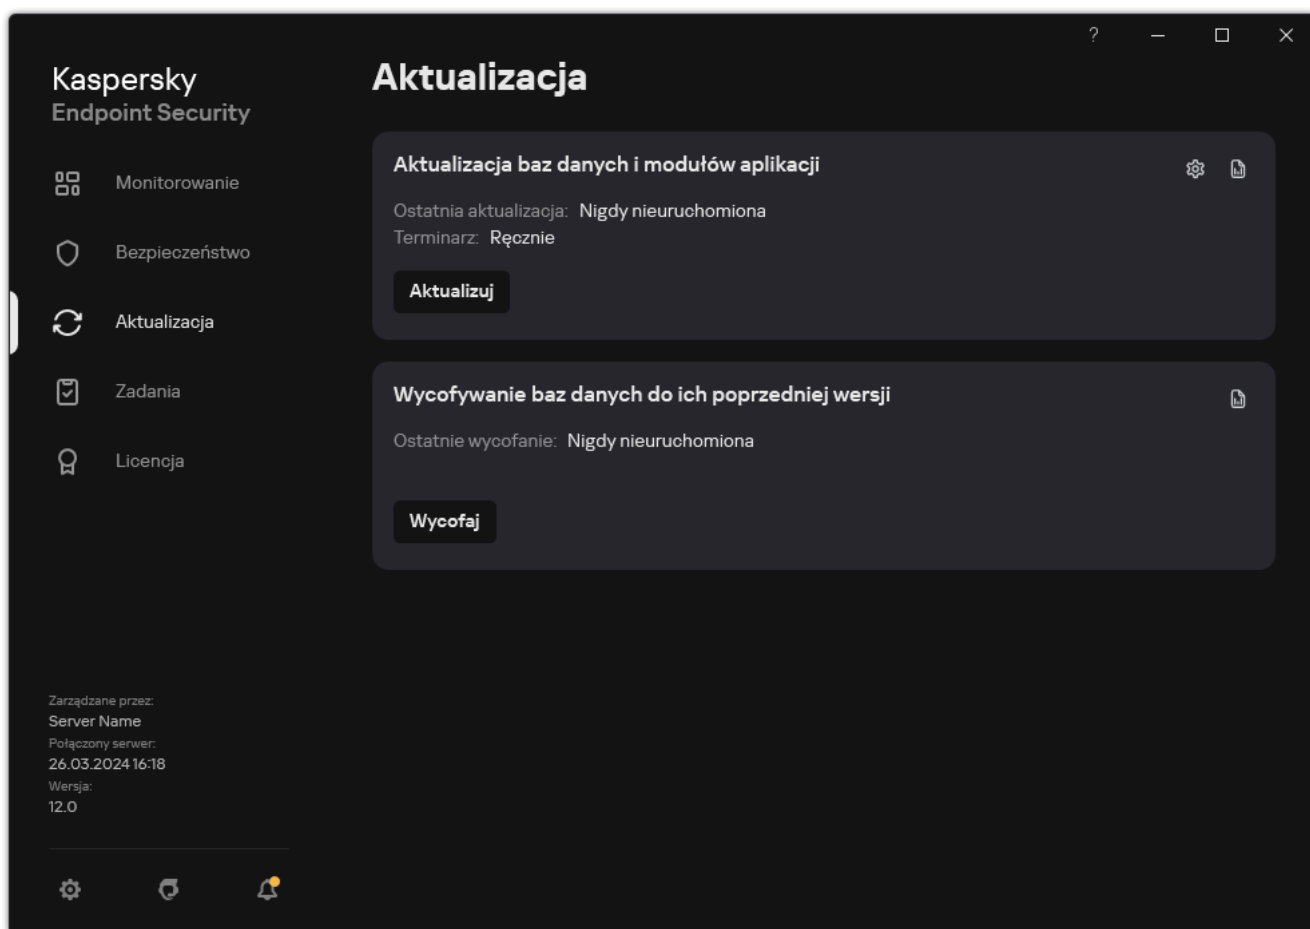 ?
Kaspersky
Endpoint Security
Monitorowanie
Bezpieczeństwo
Aktualizacja
Zadania
Licencja
Zarządzane przez:
Server Name
Połączony serwer:
26.03.2024 16:18
Wersja:
12.0
Aktualizacja
Aktualizacja baz danych i modułów aplikacji
Ostatnia aktualizacja: Nigdy nieuruchomiona
Terminarz: Ręcznie
Aktualizuj
Wycofywanie baz danych do ich poprzedniej wersji
Ostatnie wycofanie: Nigdy nieuruchomiona
Wycofaj